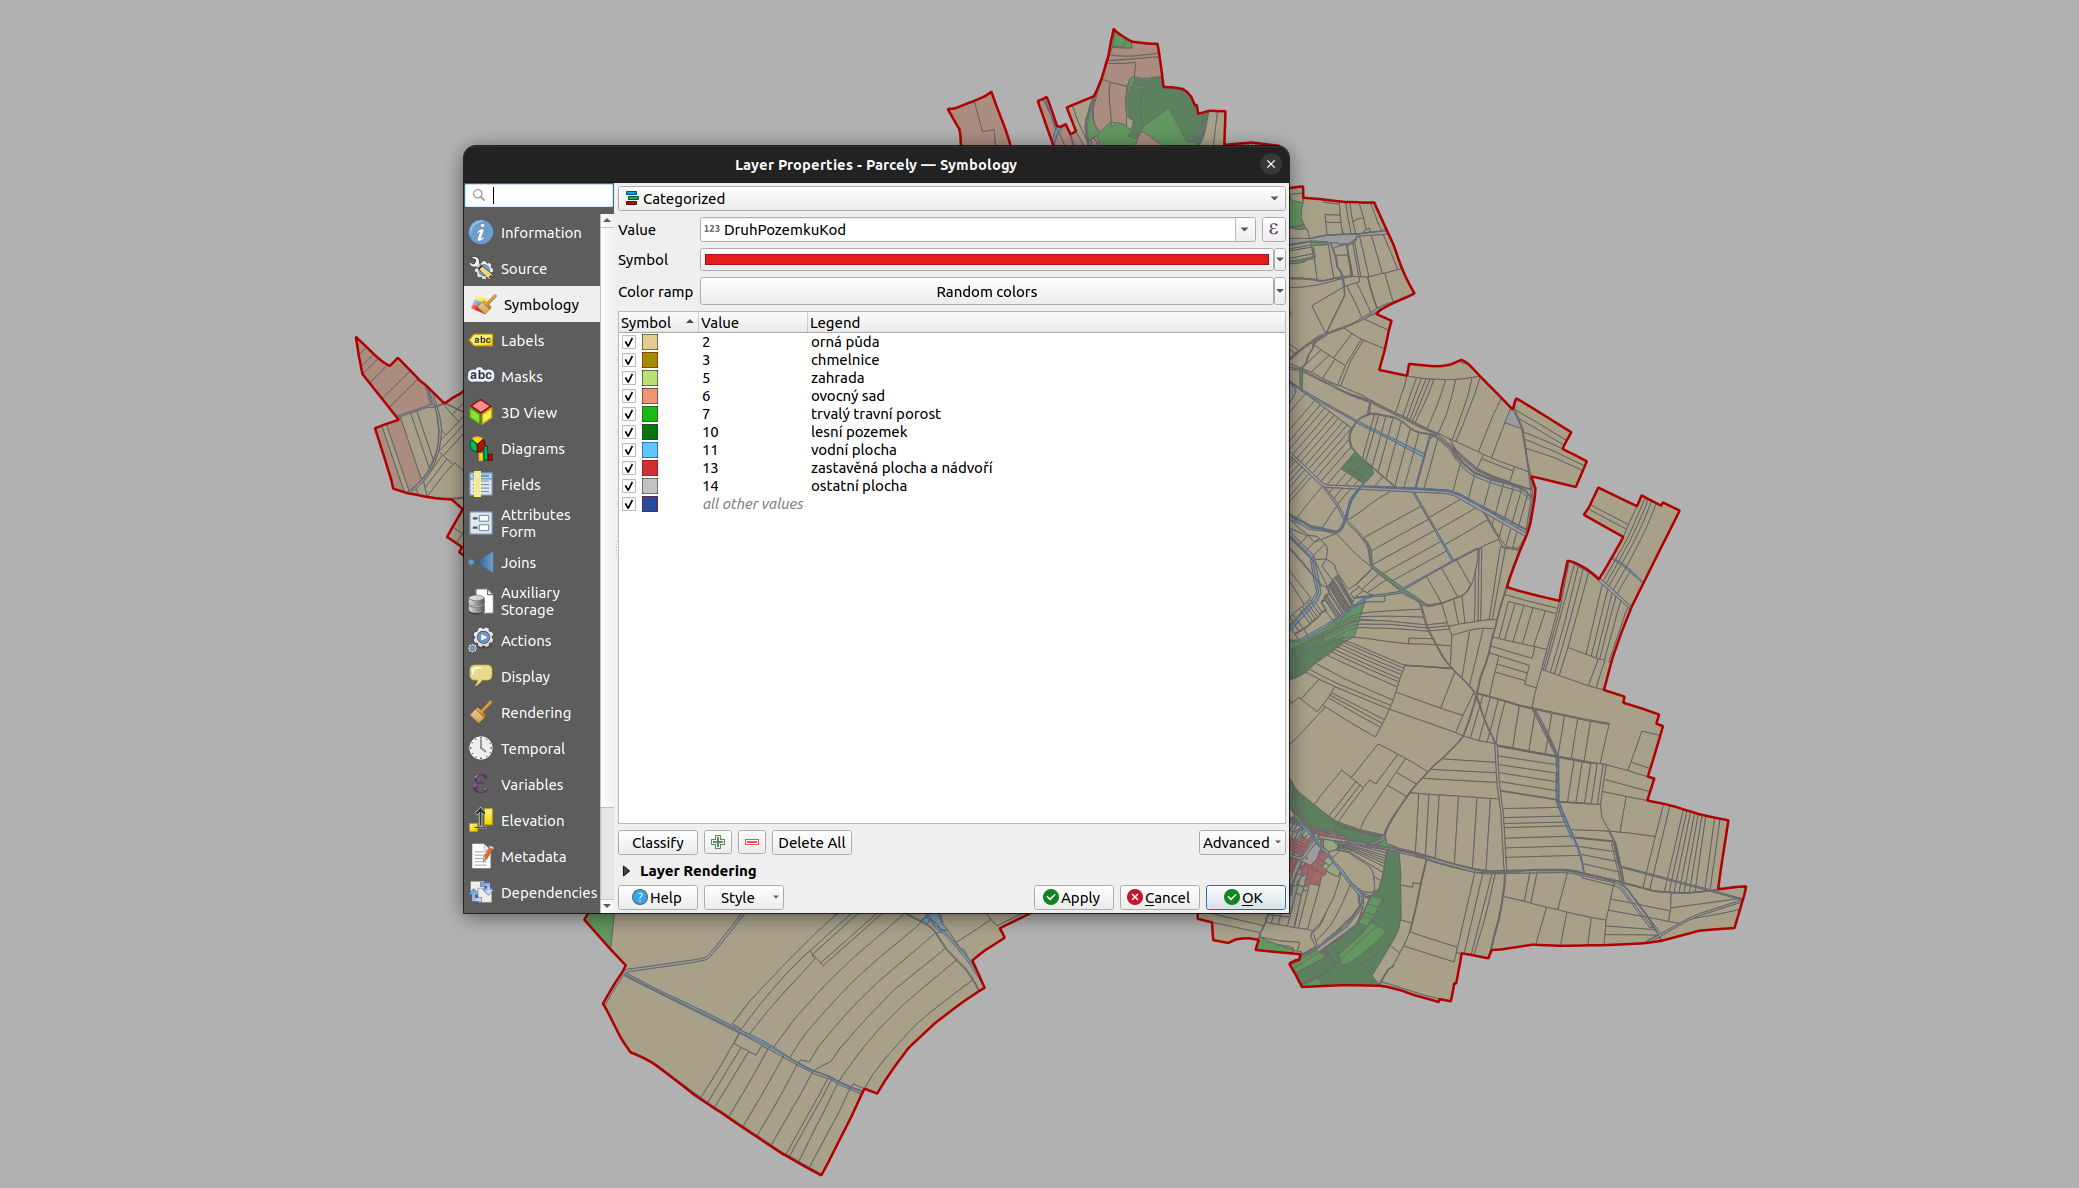 Layer Properties - Parcely — Symbology
Information
Source
Symbology
Labels
abc
Masks
abc
3D View
Diagrams
Fields
Attributes
Form
Joins
Auxiliary
Storage
Actions
Display
Rendering
Temporal
Variables
Elevation
Metadata
Dependencies
Categorized
Value 123 DruhPozemkuKod ε
Symbol
Color ramp Random colors
Symbol Value Legend
2 orná půda
3 chmelnice
5 zahrada
6 ovocný sad
7 trvalý travní porost
10 lesní pozemek
11 vodní plocha
13 zastavěná plocha a nádvoří
14 ostatní plocha
all other values
Classify Delete All Advanced
Layer Rendering
Help Style Apply Cancel OK